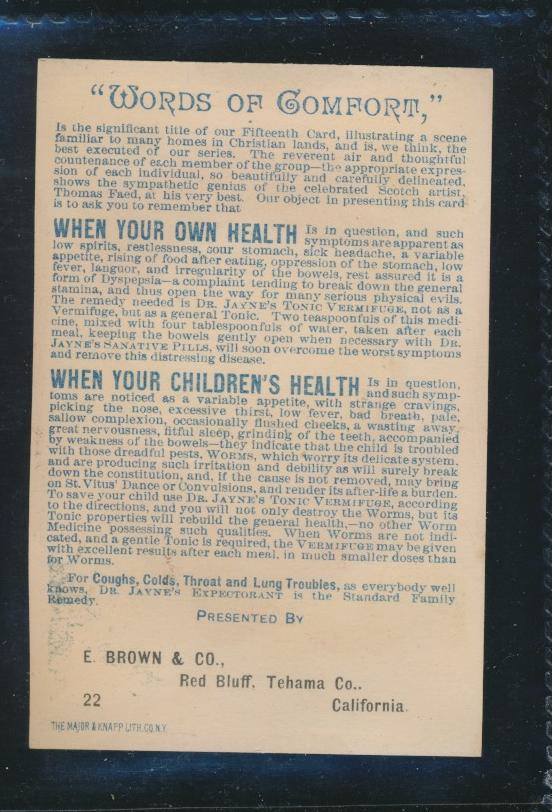 “WORDS OF COMFORT,”
Is the significant title of our Fifteenth Card, illustrating a scene
familiar to many homes in Christian lands, and is, we think, the
best executed of our series. The reverent air and thoughtful
countenance of each member of the group—the appropriate expres-
sion of each individual, so beautifully and carefully delineated,
shows the sympathetic genius of the celebrated Scotch artist,
Thomas Faed, at his very best. Our object in presenting this card
is to ask you to remember that
WHEN YOUR OWN HEALTH Is in question, and such
symptoms are apparent as
low spirits, restlessness, sour stomach, sick headache, a variable
appetite, rising of food after eating, oppression of the stomach, low
fever, languor, and irregularity of the bowels, rest assured it is a
form of Dyspepsia—a complaint tending to break down the general
stamina, and thus open the way for many serious physical evils.
The remedy needed is DR. JAYNE'S TONIC VERMIFUGE, not as a
Vermifuge, but as a general Tonic. Two teaspoonfuls of this medi-
cine, mixed with four tablespoonfuls of water, taken after each
meal, keeping the bowels gently open when necessary with DR.
JAYNE'S SANATIVE PILLS, will soon overcome the worst symptoms
and remove this distressing disease.
WHEN YOUR CHILDREN'S HEALTH Is in question,
and such symp-
toms are noticed as a variable appetite, with strange cravings,
picking the nose, excessive thirst, low fever, bad breath, pale,
sallow complexion, occasionally flushed cheeks, a wasting away,
great nervousness, fitful sleep, grinding of the teeth, accompanied
by weakness of the bowels—they indicate that the child is troubled
with those dreadful pests, WORMS, which worry its delicate system,
and are producing such irritation and debility as will surely break
down the constitution, and, if the cause is not removed, may bring
on St. Vitus' Dance or Convulsions, and render its after-life a burden.
To save your child use DR. JAYNE'S TONIC VERMIFUGE, according
to the directions, and you will not only destroy the Worms, but its
Tonic properties will rebuild the general health,—no other Worm
Medicine possessing such qualities. When Worms are not indi-
cated, and a gentle Tonic is required, the VERMIFUGE may be given
with excellent results after each meal, in much smaller doses than
for Worms.
For Coughs, Colds, Throat and Lung Troubles, as everybody well
knows, DR. JAYNE'S EXPECTORANT is the Standard Family
Remedy.
PRESENTED BY
E. BROWN & CO.,
Red Bluff, Tehama Co..
22 California.
THE MAJOR & KNAPP LITH. CO. N.Y.